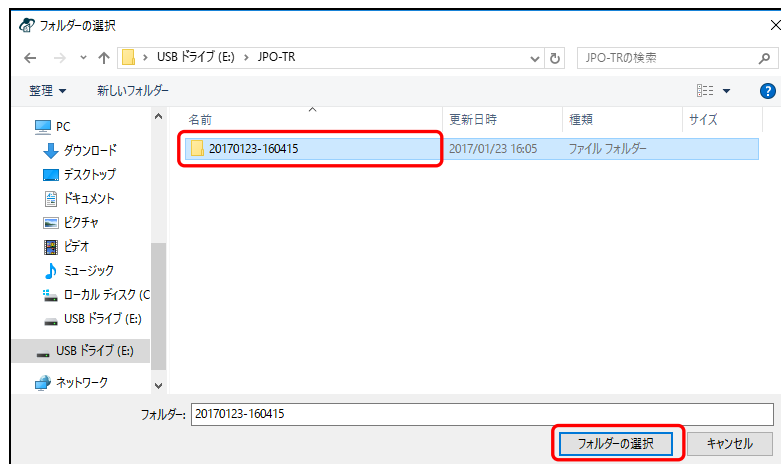 フォルダーの選択
USB ドライブ (E:) › JPO-TR
JPO-TRの検索
整理
新しいフォルダー
名前
更新日時
種類
サイズ
PC
ダウンロード
デスクトップ
ドキュメント
ピクチャ
ビデオ
ミュージック
ローカル ディスク (C
USB ドライブ (E:)
USB ドライブ (E:)
ネットワーク
20170123-160415
2017/01/23 16:05
ファイル フォルダー
フォルダー: 20170123-160415
フォルダーの選択
キャンセル